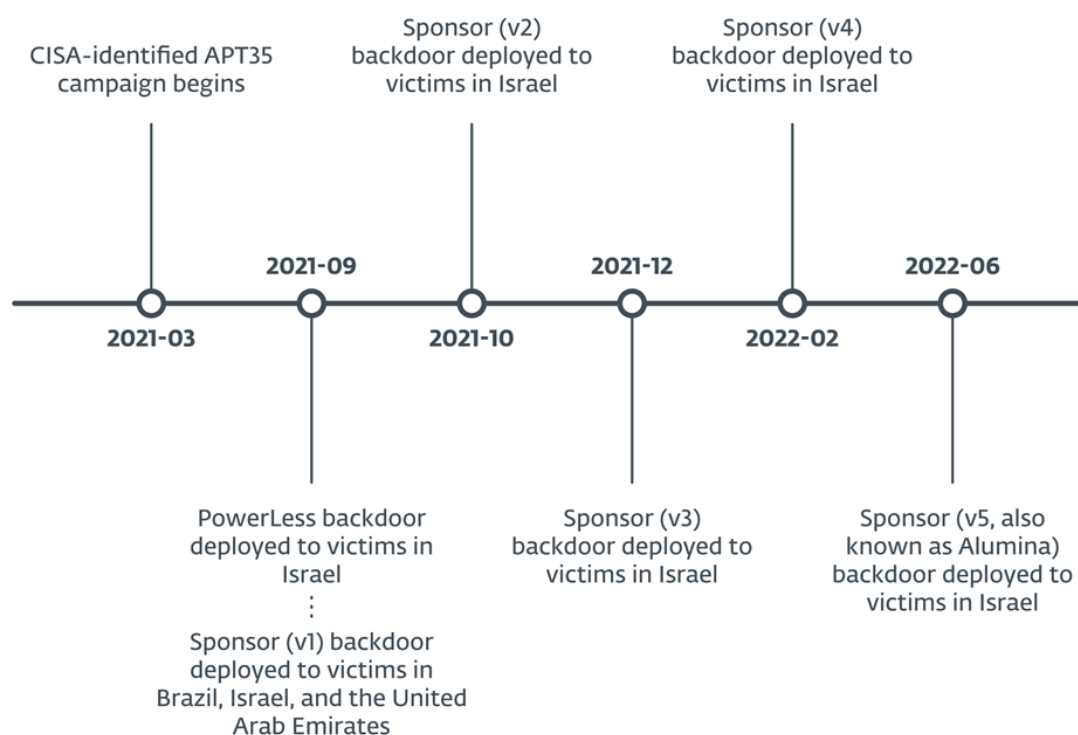 CISA-identified APT35
campaign begins
Sponsor (v2)
backdoor deployed to
victims in Israel
Sponsor (v4)
backdoor deployed to
victims in Israel
2021-09
2021-12
2022-06
2021-03
2021-10
2022-02
PowerLess backdoor
deployed to victims in
Israel
Sponsor (v1) backdoor
deployed to victims in
Brazil, Israel, and the United
Arab Emirates
Sponsor (v3)
backdoor deployed to
victims in Israel
Sponsor (v5, also
known as Alumina)
backdoor deployed to
victims in Israel